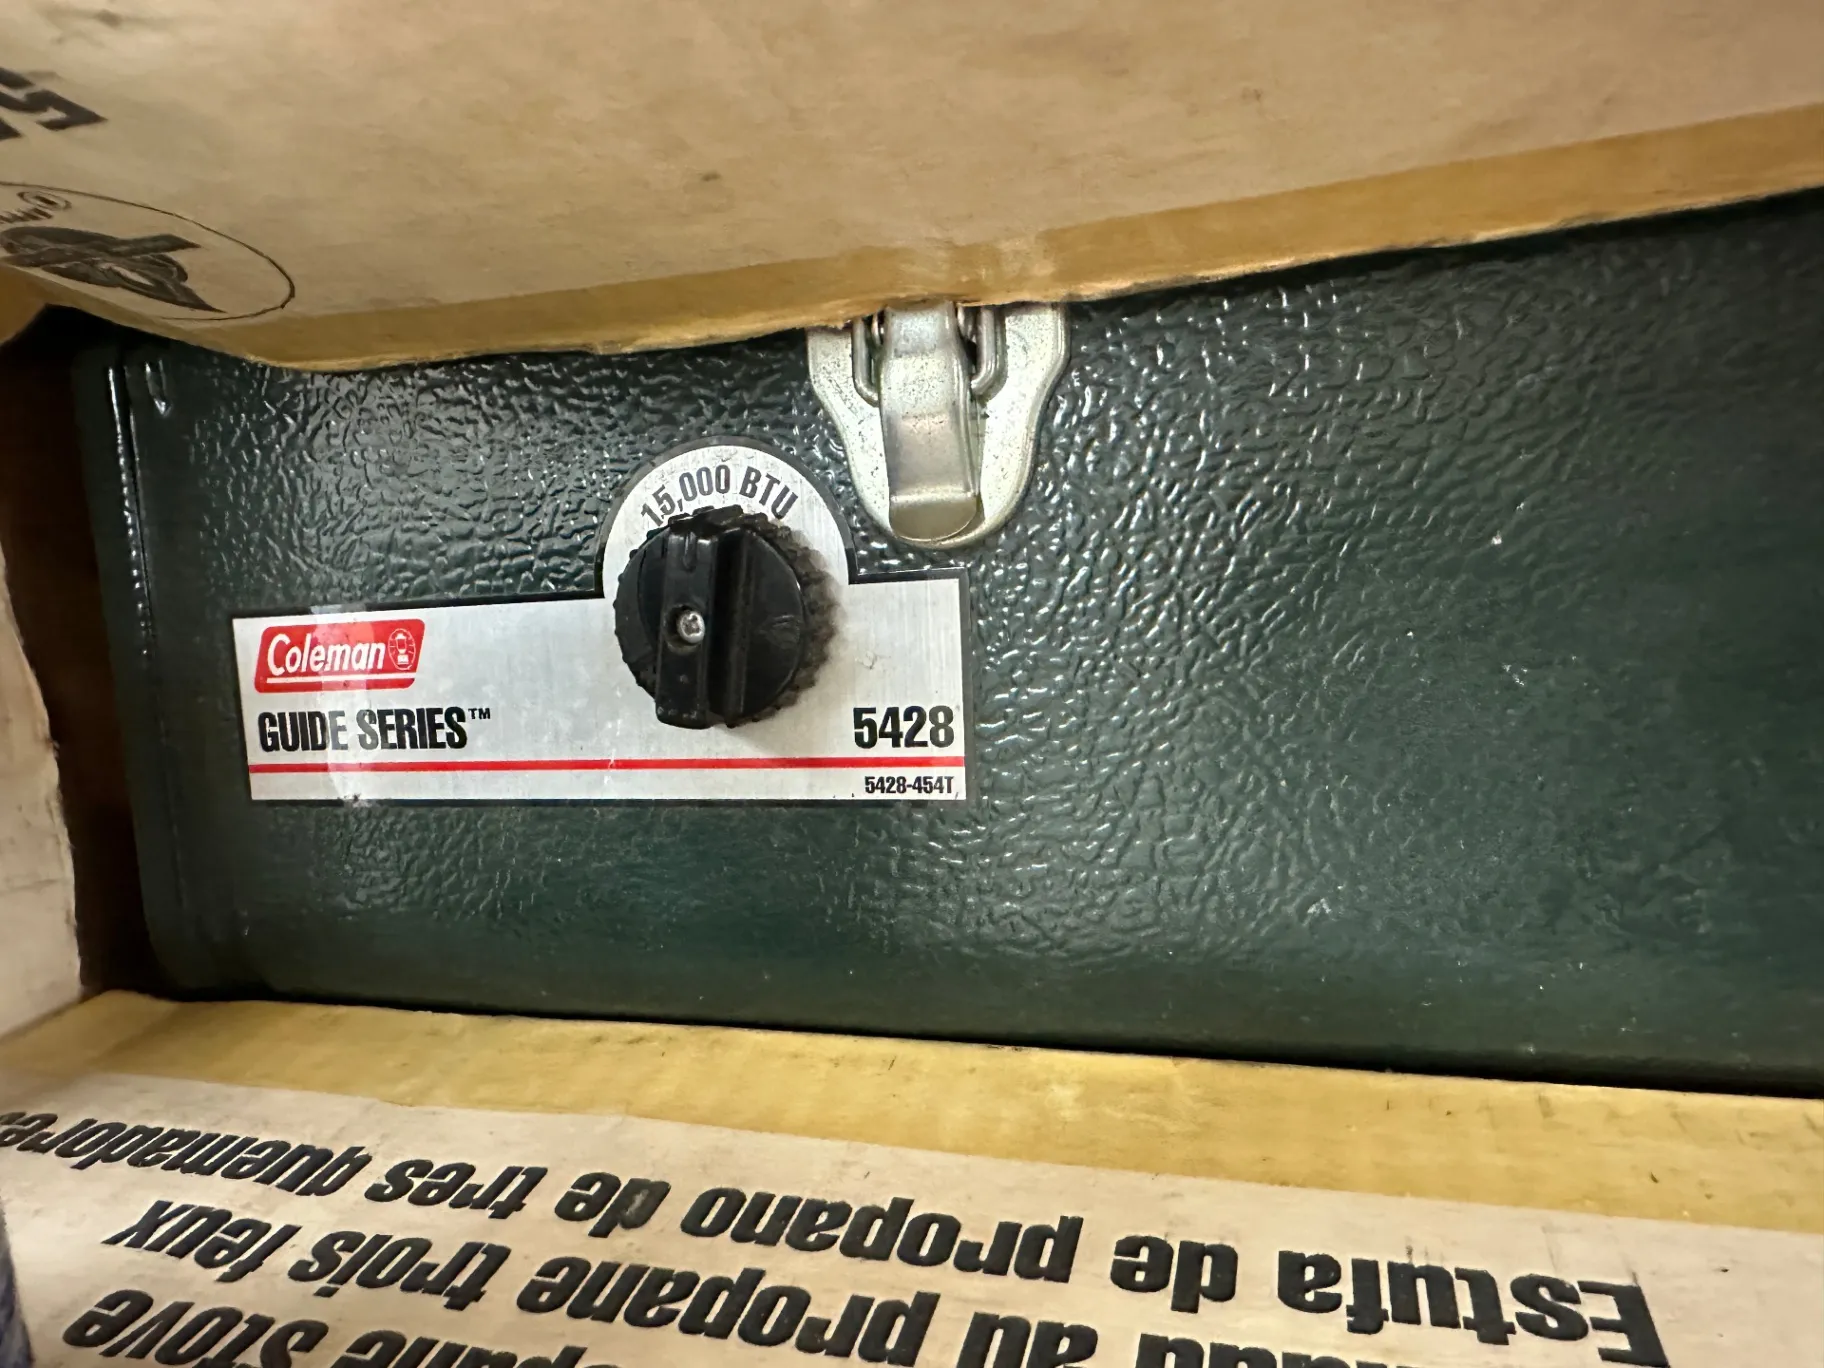 15,000 BTU
Coleman
GUIDE SERIES™
5428
5428-454T
Estufa de propano de tres quemadores
au propane trois feux
Stove